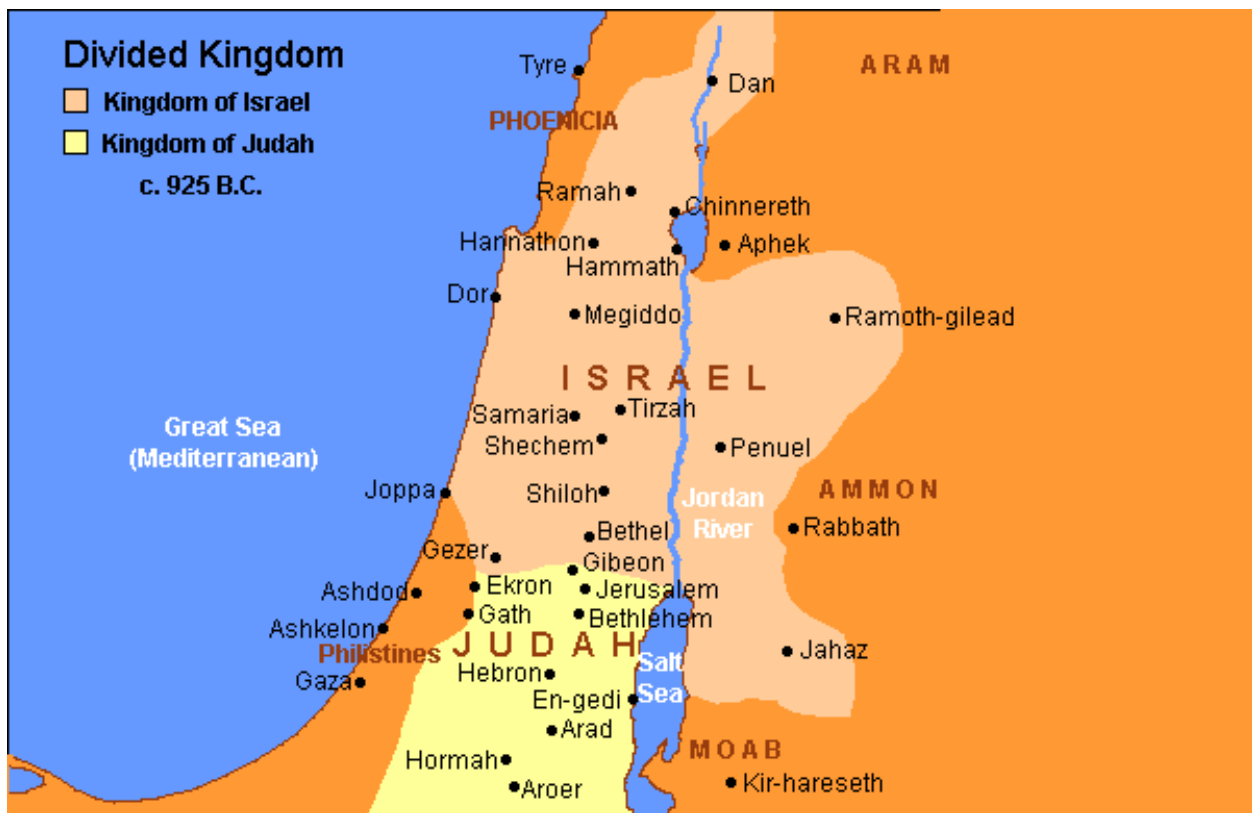 Divided Kingdom
Kingdom of Israel
Kingdom of Judah
c. 925 B.C.
Tyre
Dan
ARAM
PHOENICIA
Ramah
Chinnereth
Hannathon
Hammath
Aphek
Dor
Megiddo
Ramoth-gilead
ISRAEL
Samaria
Tirzah
Great Sea
(Mediterranean)
Shechem
Penuel
Joppa
Shiloh
Jordan
River
AMMON
Bethel
Rabbath
Gezer
Gibeon
Ekron
Jerusalem
Ashdod
Gath
Bethlehem
Ashkelon
Philistines
JUDAH
Jahaz
Gaza
Hebron
Salt
Sea
En-gedi
Arad
MOAB
Hormah
Aroer
Kir-hareseth